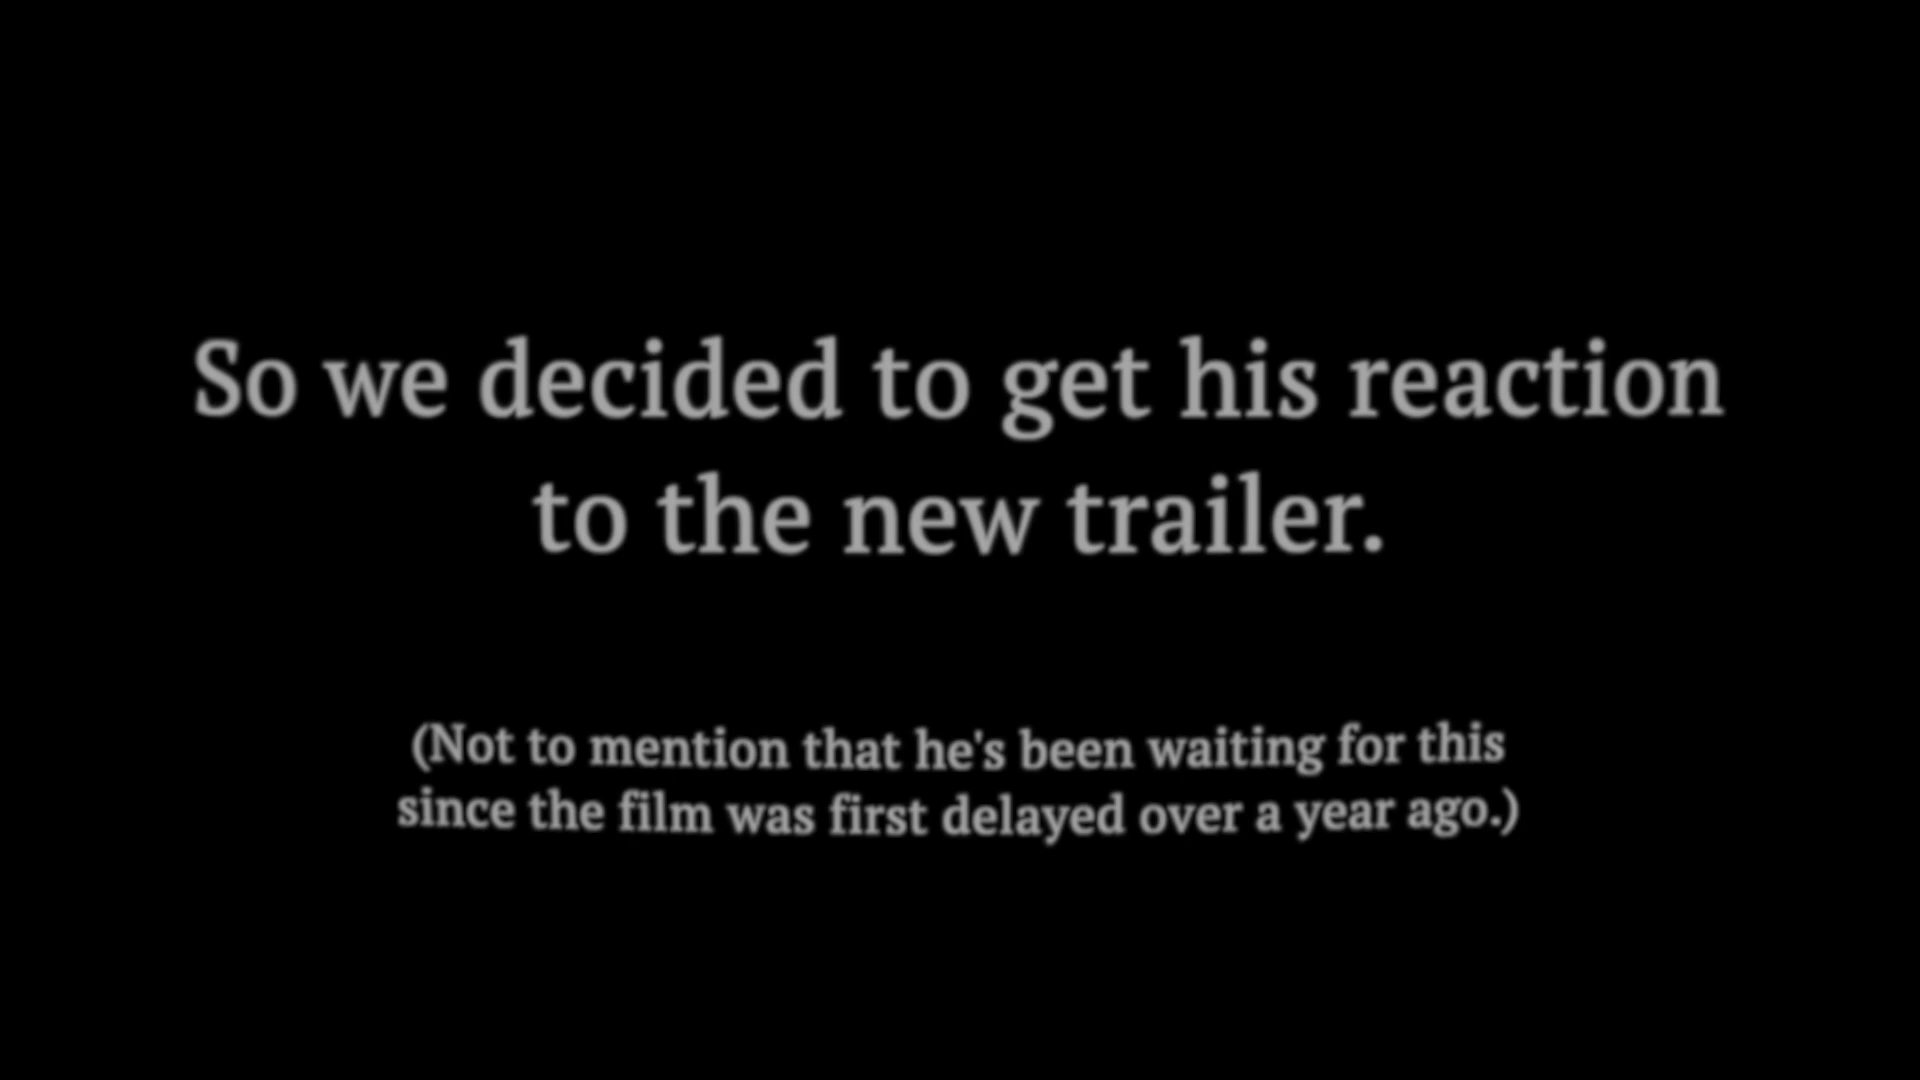 So we decided to get his reaction
to the new trailer.
(Not to mention that he's been waiting for this
since the film was first delayed over a year ago.)